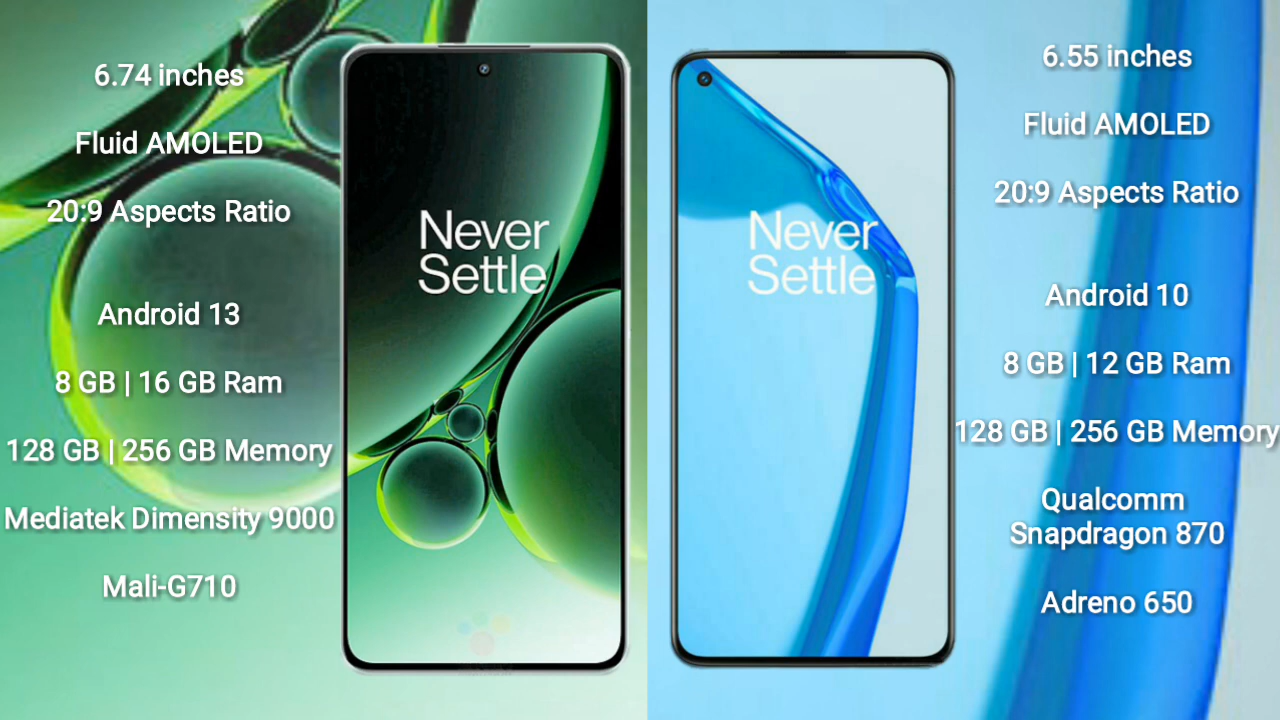 6.74 inches
Fluid AMOLED
20:9 Aspects Ratio
Android 13
8 GB | 16 GB Ram
128 GB | 256 GB Memory
Mediatek Dimensity 9000
Mali-G710
Never
Settle
Never
Settle
6.55 inches
Fluid AMOLED
20:9 Aspects Ratio
Android 10
8 GB | 12 GB Ram
128 GB | 256 GB Memory
Qualcomm
Snapdragon 870
Adreno 650